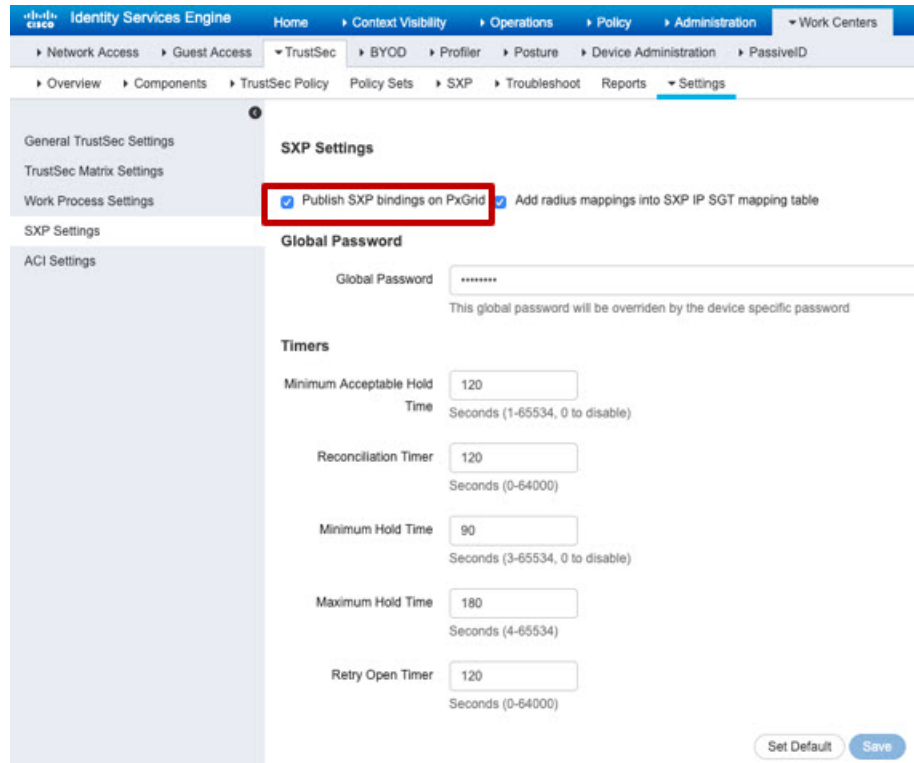 cisco Identity Services Engine Home Context Visibility Operations Policy Administration Work Centers
Network Access Guest Access TrustSec BYOD Profiler Posture Device Administration PassiveID
Overview Components TrustSec Policy Policy Sets SXP Troubleshoot Reports Settings
General TrustSec Settings
TrustSec Matrix Settings
Work Process Settings
SXP Settings
ACI Settings
SXP Settings
Publish SXP bindings on PxGrid Add radius mappings into SXP IP SGT mapping table
Global Password
Global Password ••••••••
This global password will be overriden by the device specific password
Timers
Minimum Acceptable Hold
Time
120
Seconds (1-65534, 0 to disable)
Reconciliation Timer 120
Seconds (0-64000)
Minimum Hold Time 90
Seconds (3-65534, 0 to disable)
Maximum Hold Time 180
Seconds (4-65534)
Retry Open Timer 120
Seconds (0-64000)
Set Default Save